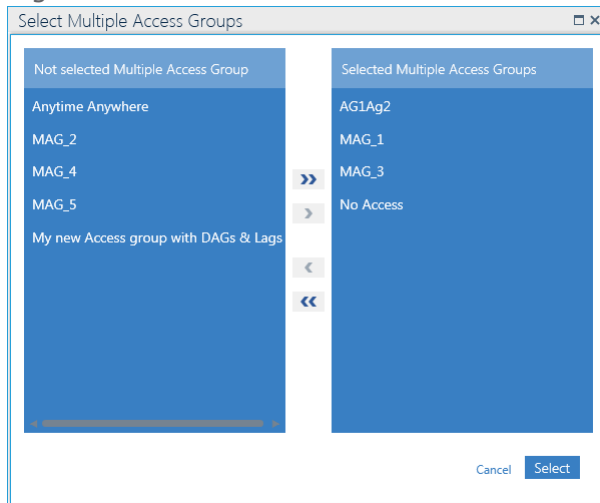 Select Multiple Access Groups
Not selected Multiple Access Group
Anytime Anywhere
MAG_2
MAG_4
MAG_5
My new Access group with DAGs & Lags
Selected Multiple Access Groups
AG1Ag2
MAG_1
MAG_3
No Access
Cancel
Select